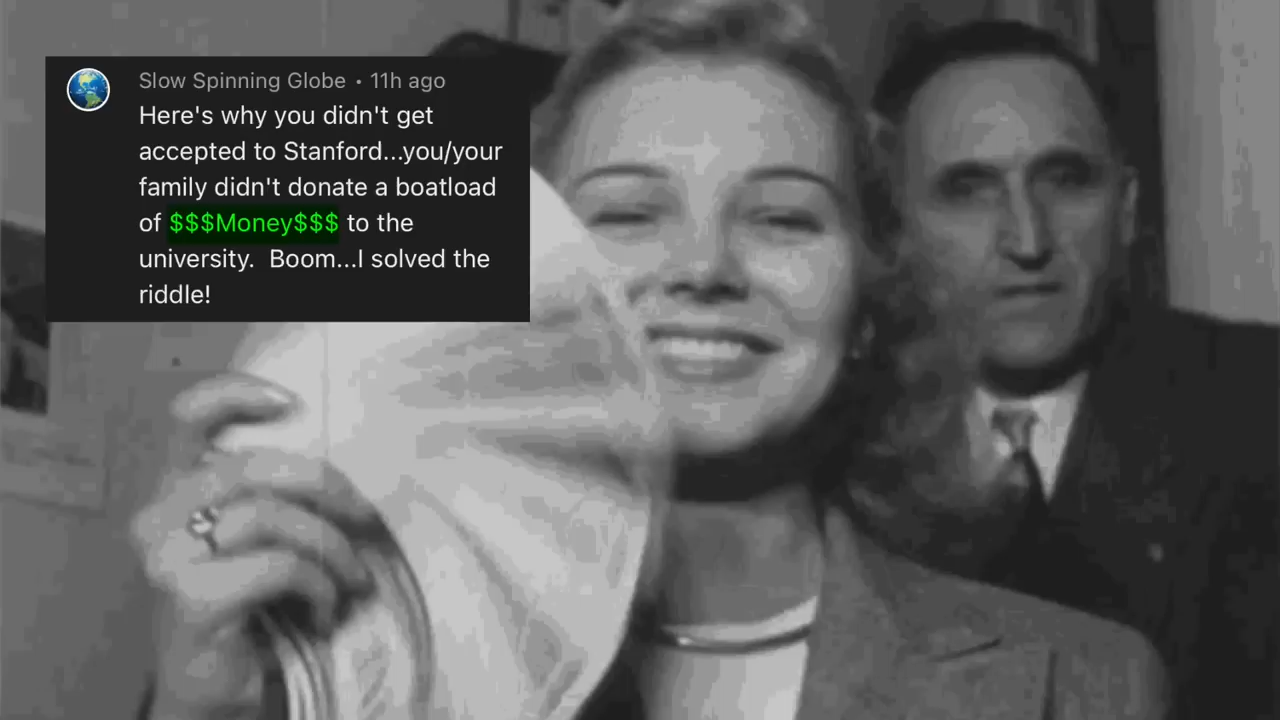 Slow Spinning Globe • 11h ago
Here's why you didn't get
accepted to Stanford...you/your
family didn't donate a boatload
of $$$Money$$$ to the
university.  Boom...I solved the
riddle!